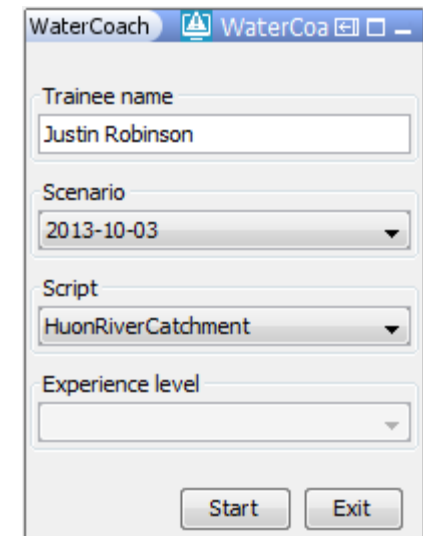 WaterCoach WaterCoa
Trainee name
Justin Robinson
Scenario
2013-10-03
Script
HuonRiverCatchment
Experience level
Start Exit